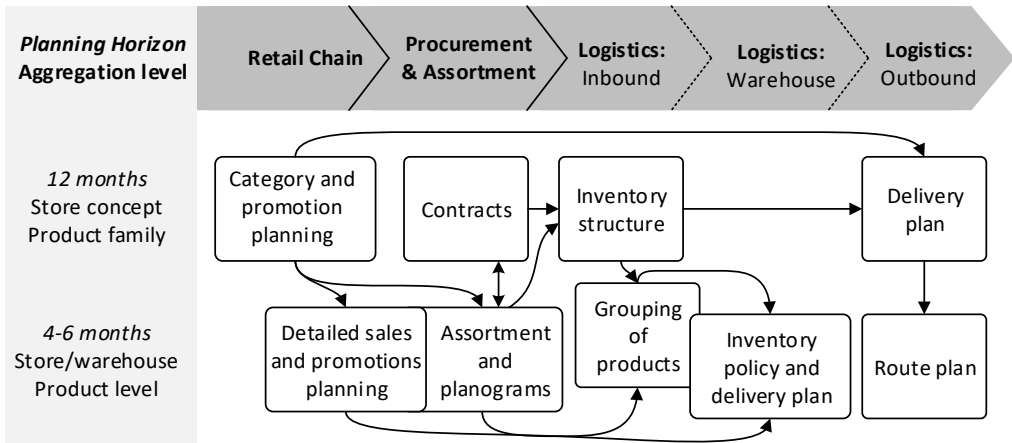 Planning Horizon
Aggregation level
Retail Chain
Procurement
& Assortment
Logistics:
Inbound
Logistics:
Warehouse
Logistics:
Outbound
12 months
Store concept
Product family
Category and
promotion
planning
Contracts
Inventory
structure
Delivery
plan
4-6 months
Store/warehouse
Product level
Detailed sales
and promotions
planning
Assortment
and
planograms
Grouping
of
products
Inventory
policy and
delivery plan
Route plan